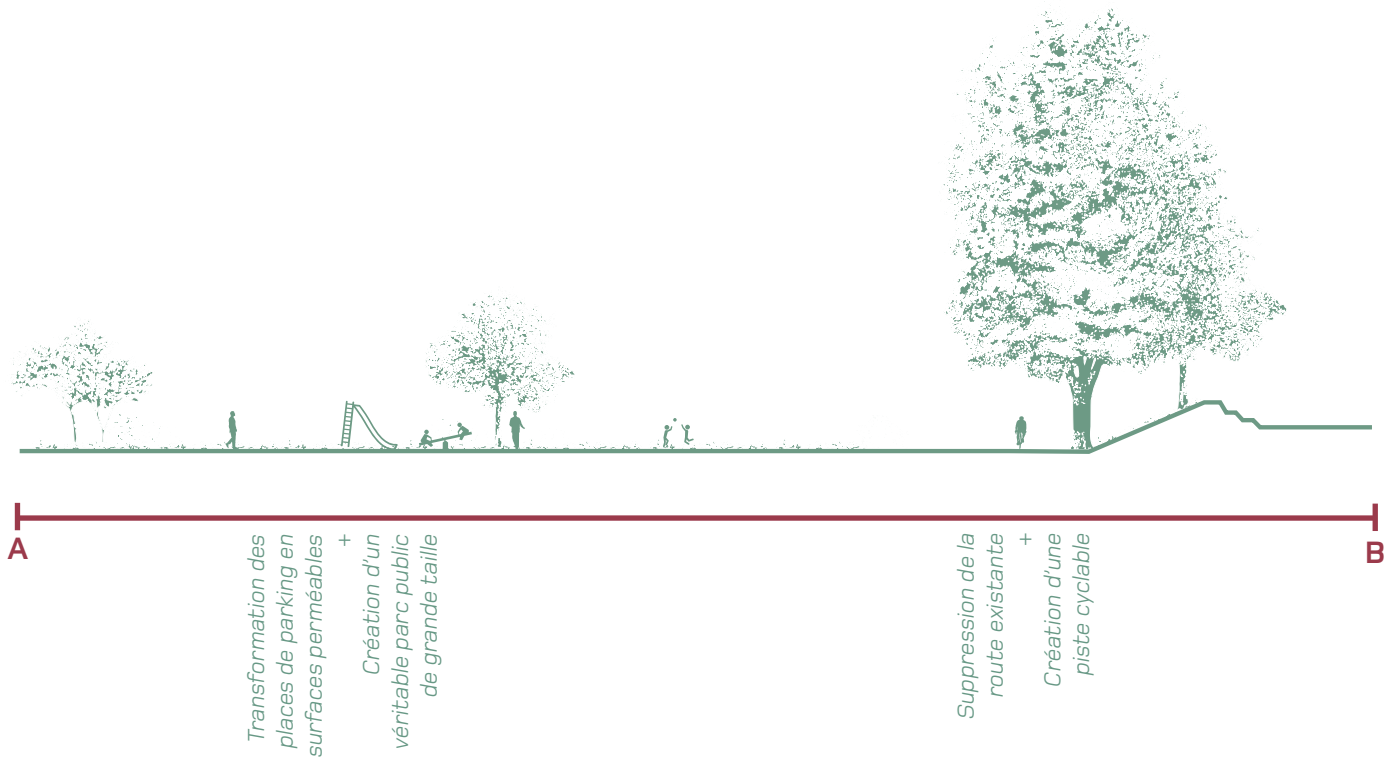 A
B
Transformation des
places de parking en
surfaces perméables
+
Création d'un
véritable parc public
de grande taille
Suppression de la
route existante
+
Création d'une
piste cyclable